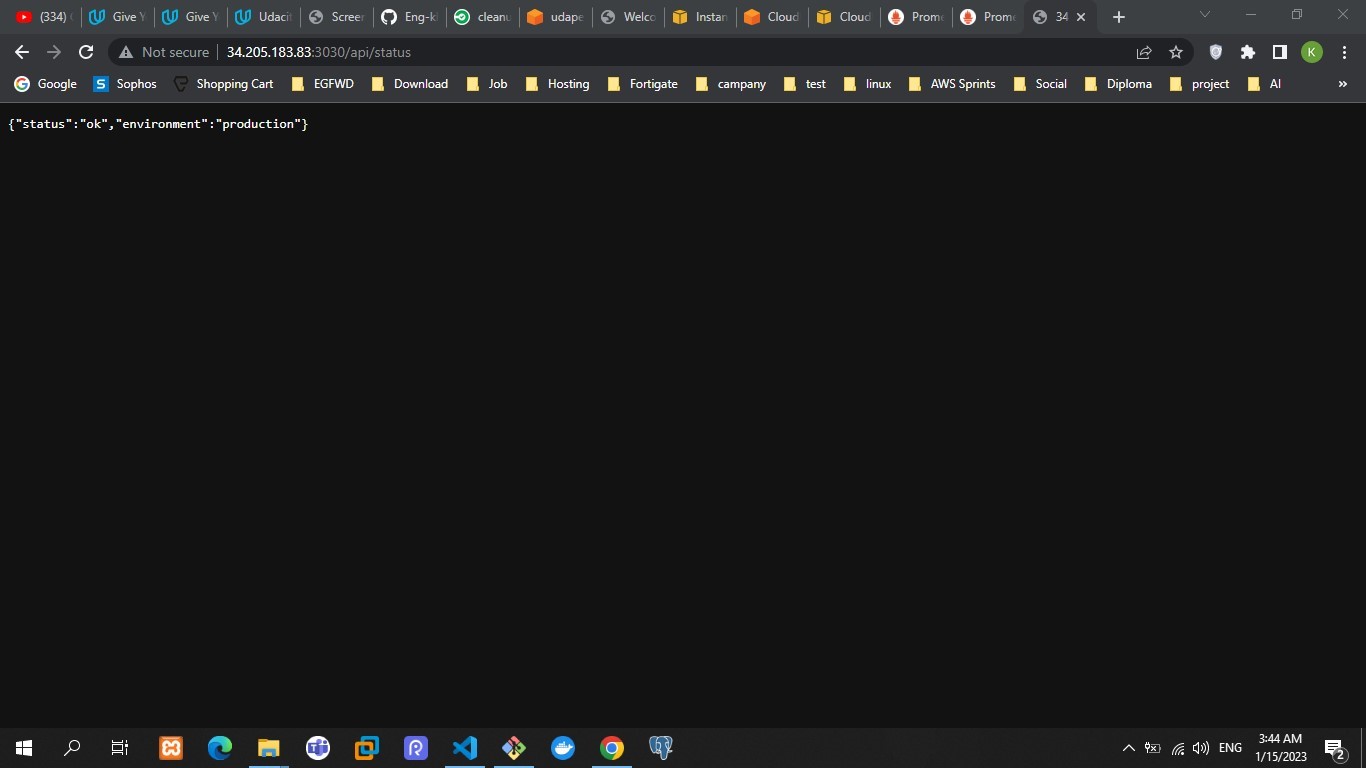 (334) Give Y Give Y Udacit Screen Eng-k cleanu udape Welco Instan Cloud Cloud Prome Prome 34
Not secure 34.205.183.83:3030/api/status K
Google Sophos Shopping Cart EGFWD Download Job Hosting Fortigate campany test linux AWS Sprints Social Diploma project AI »
{"status":"ok","environment":"production"}
ENG 3:44 AM
1/15/2023 2